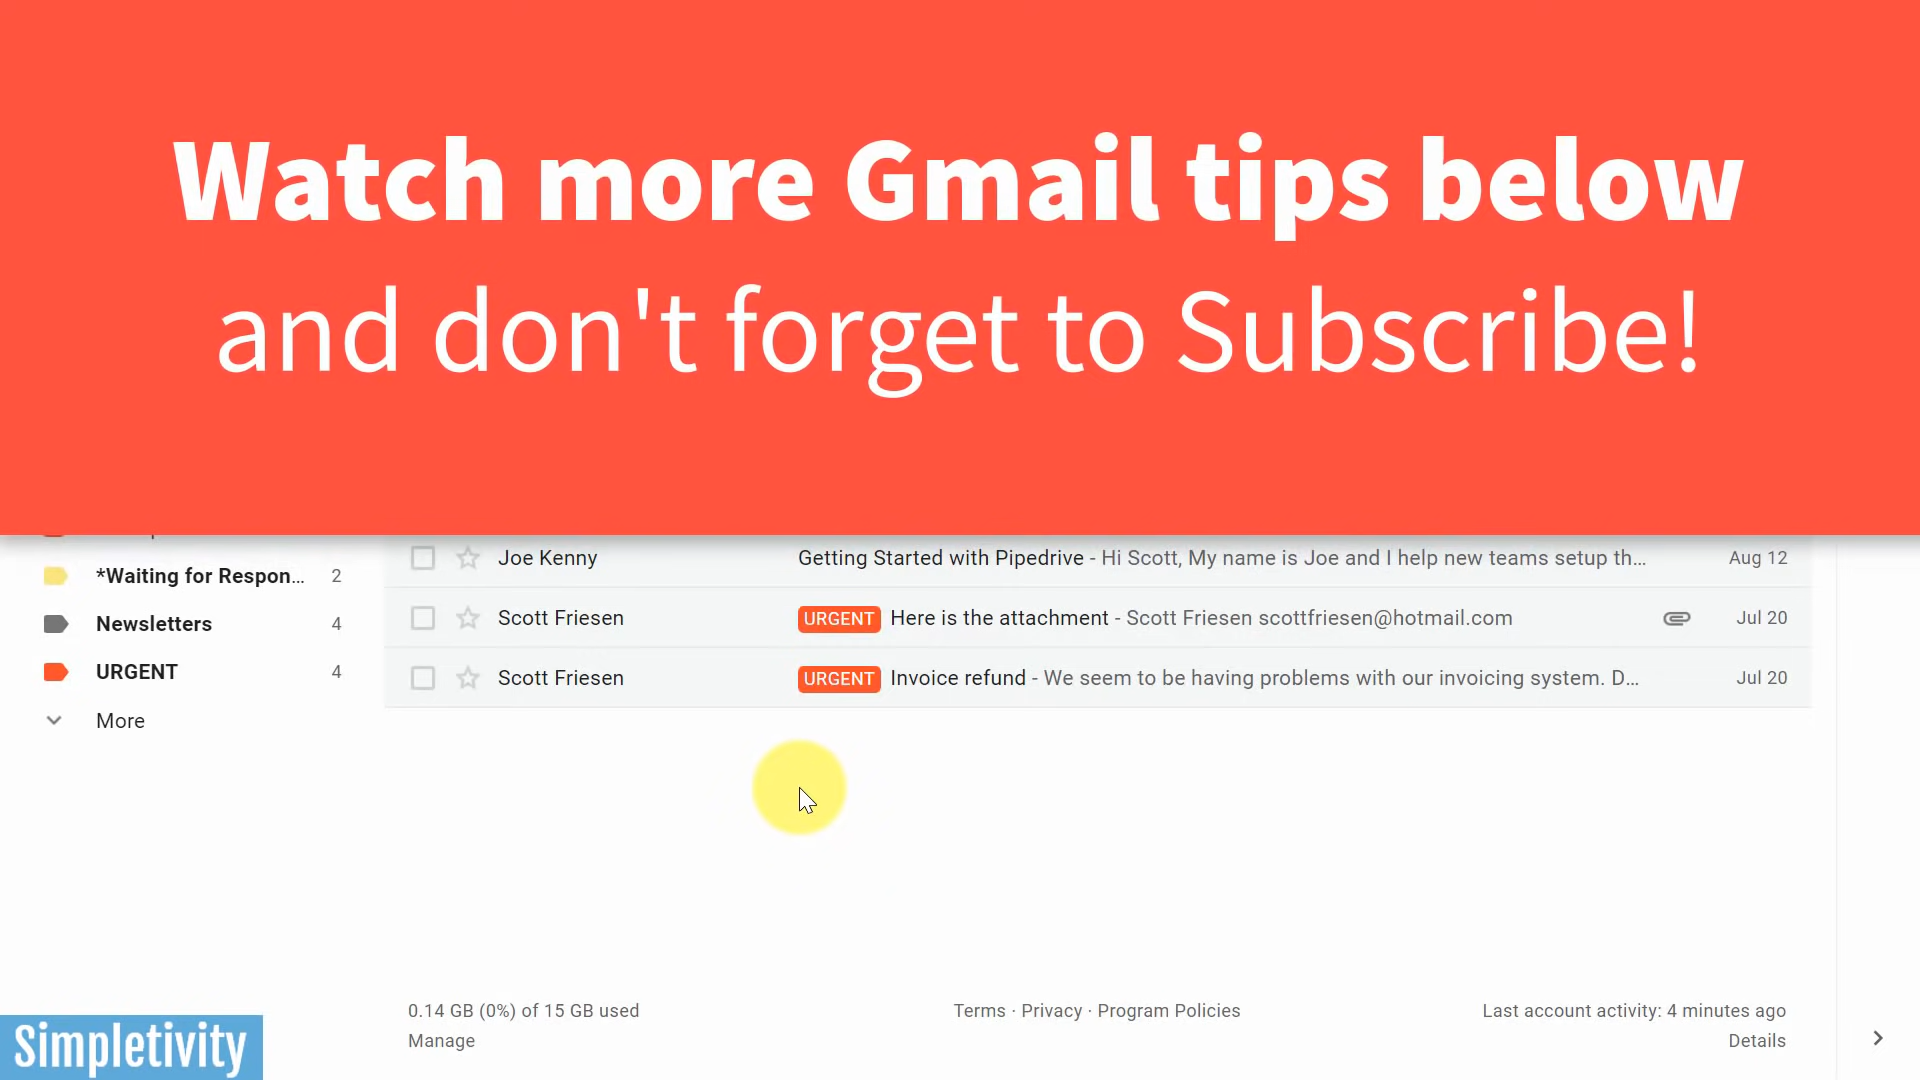 Watch more Gmail tips below
and don't forget to Subscribe!
*Waiting for Respon... 2
Newsletters 4
URGENT 4
More
Joe Kenny Getting Started with Pipedrive - Hi Scott, My name is Joe and I help new teams setup th... Aug 12
Scott Friesen URGENT Here is the attachment - Scott Friesen scottfriesen@hotmail.com Jul 20
Scott Friesen URGENT Invoice refund - We seem to be having problems with our invoicing system. D... Jul 20
0.14 GB (0%) of 15 GB used
Manage
Terms · Privacy · Program Policies
Last account activity: 4 minutes ago
Details
Simpletivity